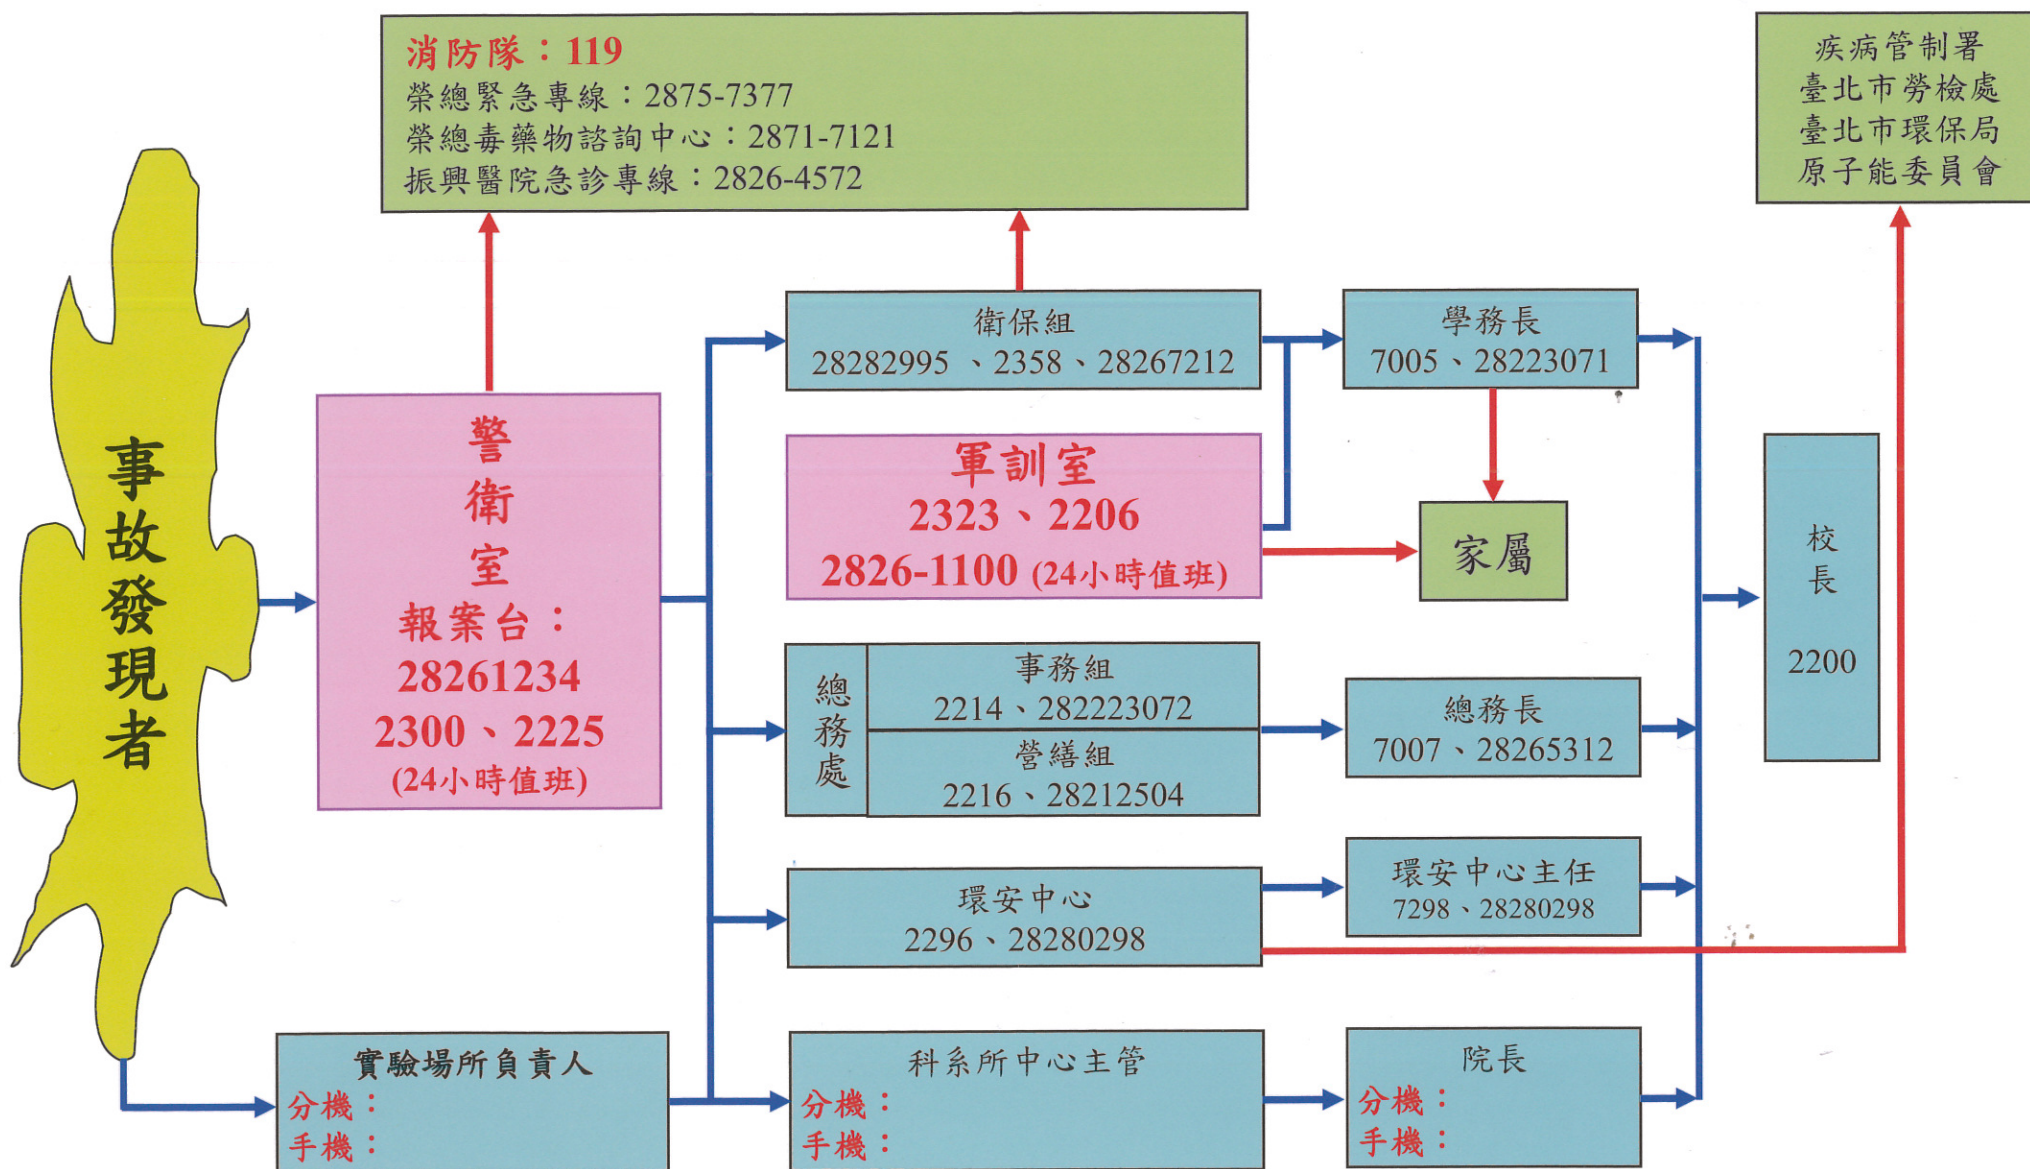 消防隊：119
榮總緊急專線：2875-7377
榮總毒藥物諮詢中心：2871-7121
振興醫院急診專線：2826-4572
疾病管制署
臺北市勞檢處
臺北市環保局
原子能委員會
事故發現者
警衛室
報案台：
28261234
2300、2225
(24小時值班)
衛保組
28282995、2358、28267212
學務長
7005、28223071
軍訓室
2323、2206
2826-1100 (24小時值班)
家屬
校長
2200
總務處
事務組
2214、282223072
營繕組
2216、28212504
總務長
7007、28265312
環安中心
2296、28280298
環安中心主任
7298、28280298
實驗場所負責人
分機：
手機：
科系所中心主管
分機：
手機：
院長
分機：
手機：